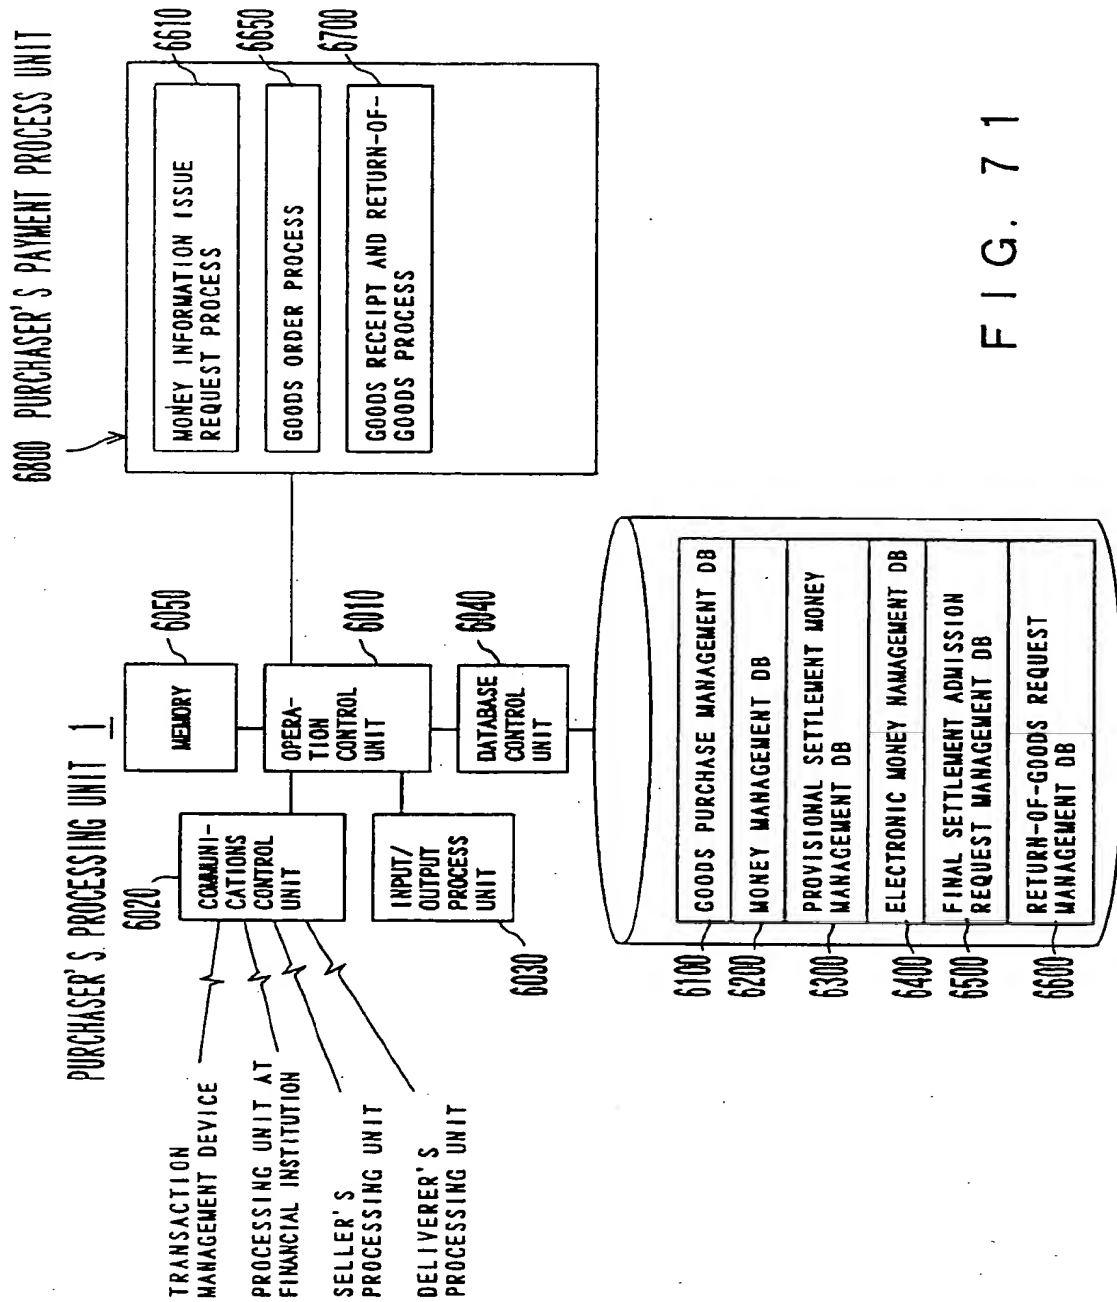 PURCHASER'S PROCESSING UNIT 1
6800 PURCHASER'S PAYMENT PROCESS UNIT
TRANSACTION
MANAGEMENT DEVICE
PROCESSING UNIT AT
FINANCIAL INSTITUTION
SELLER'S
PROCESSING UNIT
DELIVERER'S
PROCESSING UNIT
6020
COMMUNI-
CATIONS
CONTROL
UNIT
INPUT/
OUTPUT
PROCESS
UNIT
6030
MEMORY
6050
OPERA-
TION
CONTROL
UNIT
6010
DATABASE
CONTROL
UNIT
6040
MONEY INFORMATION ISSUE
REQUEST PROCESS
6610
GOODS ORDER PROCESS
6650
GOODS RECEIPT AND RETURN-OF-
GOODS PROCESS
6700
6100
GOODS PURCHASE MANAGEMENT DB
6200
MONEY MANAGEMENT DB
6300
PROVISIONAL SETTLEMENT MONEY
MANAGEMENT DB
6400
ELECTRONIC MONEY NAMAGEMENT DB
6500
FINAL SETTLEMENT ADMISSION
REQUEST MANAGEMENT DB
6600
RETURN-OF-GOODS REQUEST
MANAGEMENT DB
FIG. 71